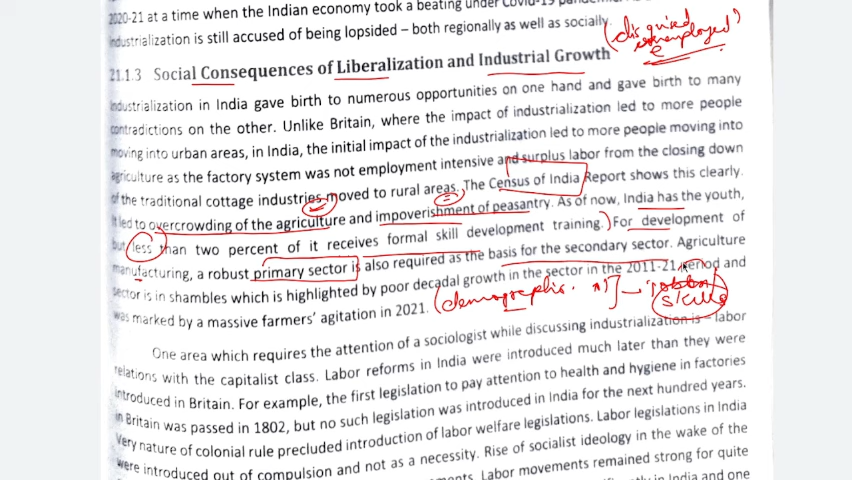 2020-21 at a time when the Indian economy took a beating under Covid-19
industrialization is still accused of being lopsided – both regionally as well as socially.
(disguised
unemployed)
21.1.3 Social Consequences of Liberalization and Industrial Growth
Industrialization in India gave birth to numerous opportunities on one hand and gave birth to many
contradictions on the other. Unlike Britain, where the impact of industrialization led to more people
moving into urban areas, in India, the initial impact of the industrialization led to more people moving into
agriculture as the factory system was not employment intensive and surplus labor from the closing down
of the traditional cottage industries moved to rural areas. The Census of India Report shows this clearly.
It led to overcrowding of the agriculture and impoverishment of peasantry. As of now, India has the youth,
but less than two percent of it receives formal skill development training. For development of
manufacturing, a robust primary sector is also required as the basis for the secondary sector. Agriculture
sector is in shambles which is highlighted by poor decadal growth in the sector in the 2011-21 period and
was marked by a massive farmers' agitation in 2021. (demographic
skills
One area which requires the attention of a sociologist while discussing industrialization is – labor
relations with the capitalist class. Labor reforms in India were introduced much later than they were
introduced in Britain. For example, the first legislation to pay attention to health and hygiene in factories
in Britain was passed in 1802, but no such legislation was introduced in India for the next hundred years.
Very nature of colonial rule precluded introduction of labor welfare legislations. Labor legislations in India
were introduced out of compulsion and not as a necessity. Rise of socialist ideology in the wake of the
Labor movements remained strong for quite
in India and one